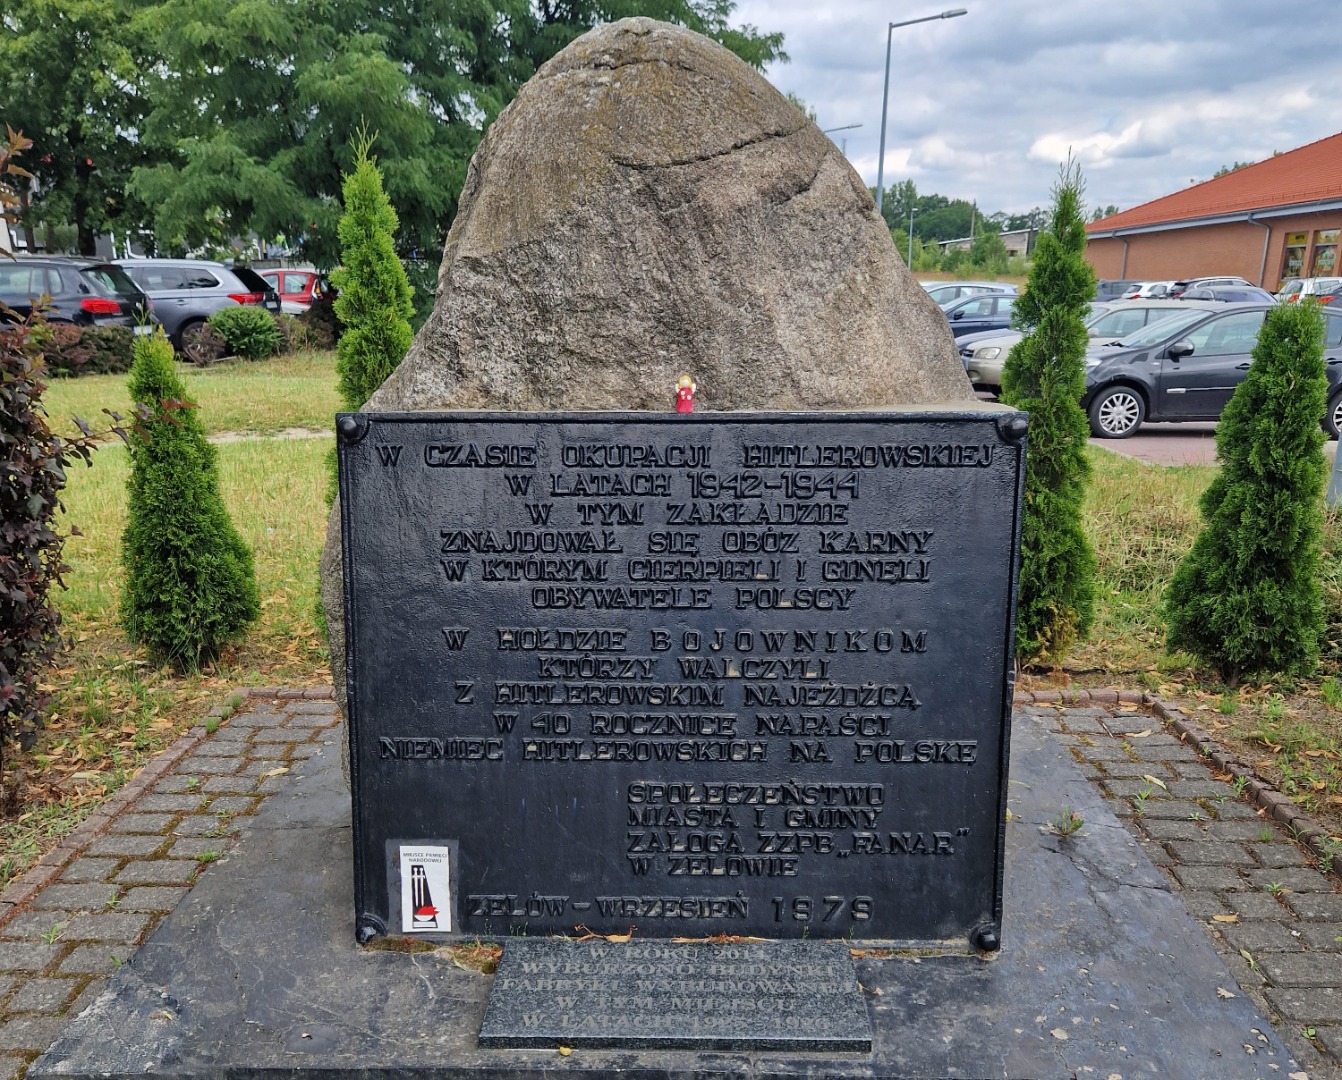 W CZASIE OKUPACJI HITLEROWSKIEJ
W LATACH 1942-1944
W TYM ZAKŁADZIE
ZNAJDOWAŁ SIĘ OBÓZ KARNY
W KTÓRYM CIERPIELI I GINĘLI
OBYWATELE POLSCY
W HOŁDZIE BOJOWNIKOM
KTÓRZY WALCZYLI
Z HITLEROWSKIM NAJEŹDŹCĄ
W 40 ROCZNICĘ NAPAŚCI
NIEMIEC HITLEROWSKICH NA POLSKĘ
SPOŁECZEŃSTWO
MIASTA I GMINY
ZAŁOGA ZZPB „FANAR"
W ZELOWIE
ZELÓW-WRZESIEŃ 1979
MIEJSCE PAMIĘCI
NARODOWEJ
W ROKU
WYBURZONO BUDYNKI
FABRYKI WYBUDOWANEJ
W TYM MIEJSCU
W LATACH